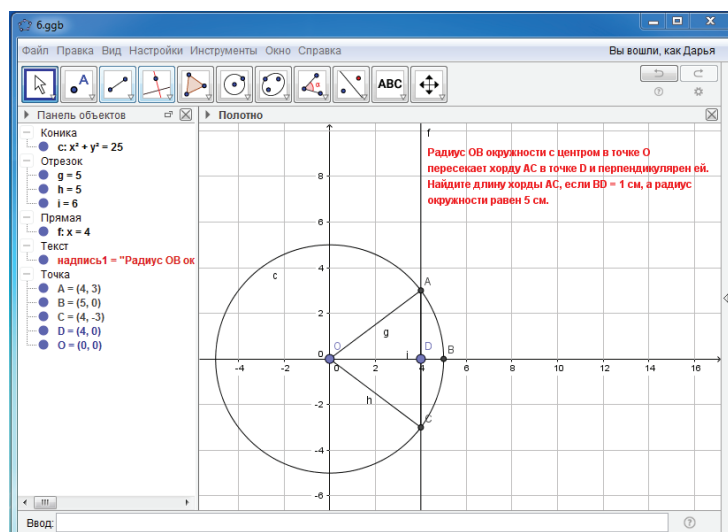 6.ggb
Файл Правка Вид Настройки Инструменты Окно Справка
Вы вошли, как Дарья
A
α
ABC
Панель объектов
Полотно
Коника
c: x² + y² = 25
Отрезок
g = 5
h = 5
i = 6
Прямая
f: x = 4
Текст
надпись1 = "Радиус ОВ ок
Точка
A = (4, 3)
B = (5, 0)
C = (4, -3)
D = (4, 0)
O = (0, 0)
f
Радиус ОВ окружности с центром в точке О
пересекает хорду АС в точке D и перпендикулярен ей.
Найдите длину хорды АС, если BD = 1 см, а радиус
окружности равен 5 см.
8
6
4
c
A
2
g
O
i
D
B
0
-4 -2 0 2 4 6 8 10 12 14 16
h
-2
C
-4
-6
Ввод: